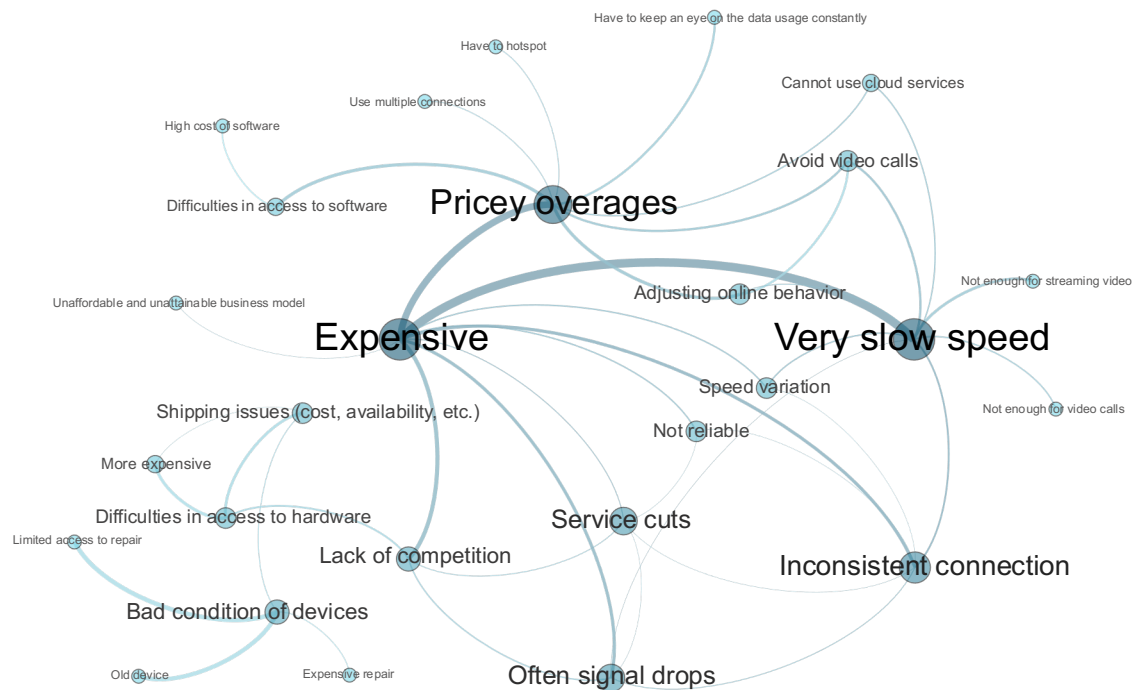 Have to keep an eye on the data usage constantly
Have to hotspot
Cannot use cloud services
Use multiple connections
High cost of software
Avoid video calls
Difficulties in access to software
Pricey overages
Not enough for streaming video
Adjusting online behavior
Unaffordable and unattainable business model
Expensive
Very slow speed
Speed variation
Shipping issues (cost, availability, etc.)
Not enough for video calls
Not reliable
More expensive
Difficulties in access to hardware
Service cuts
Limited access to repair
Lack of competition
Inconsistent connection
Bad condition of devices
Old device
Expensive repair
Often signal drops